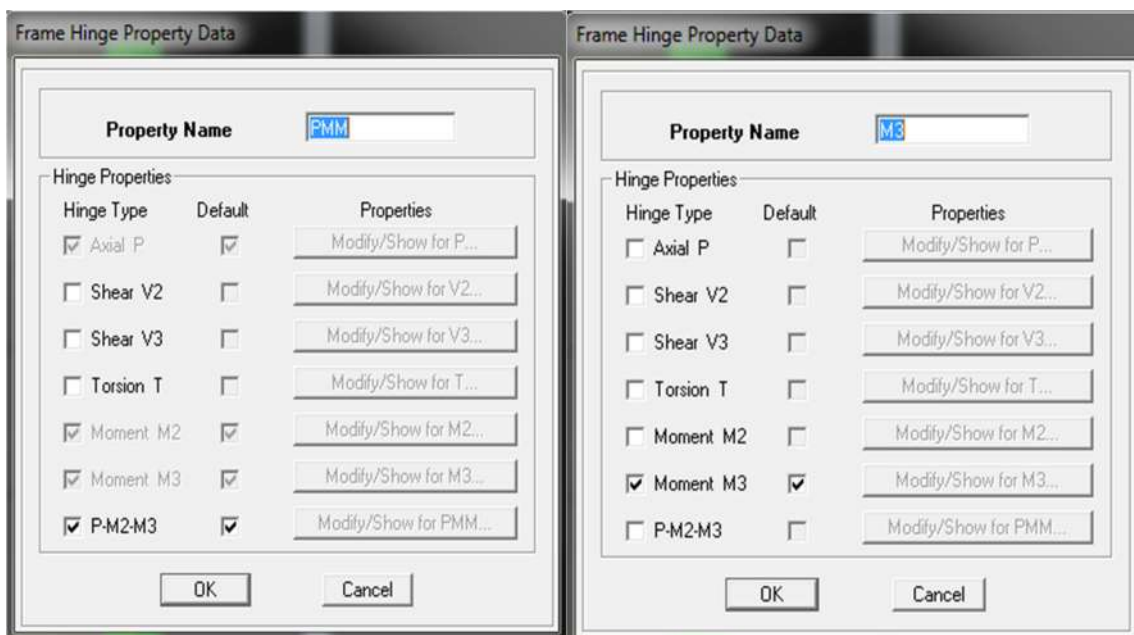 Frame Hinge Property Data
Property Name PMM
Hinge Properties
Hinge Type Default Properties
Axial P Modify/Show for P...
Shear V2 Modify/Show for V2...
Shear V3 Modify/Show for V3...
Torsion T Modify/Show for T...
Moment M2 Modify/Show for M2...
Moment M3 Modify/Show for M3...
P-M2-M3 Modify/Show for PMM...
OK Cancel
Frame Hinge Property Data
Property Name M3
Hinge Properties
Hinge Type Default Properties
Axial P Modify/Show for P...
Shear V2 Modify/Show for V2...
Shear V3 Modify/Show for V3...
Torsion T Modify/Show for T...
Moment M2 Modify/Show for M2...
Moment M3 Modify/Show for M3...
P-M2-M3 Modify/Show for PMM...
OK Cancel